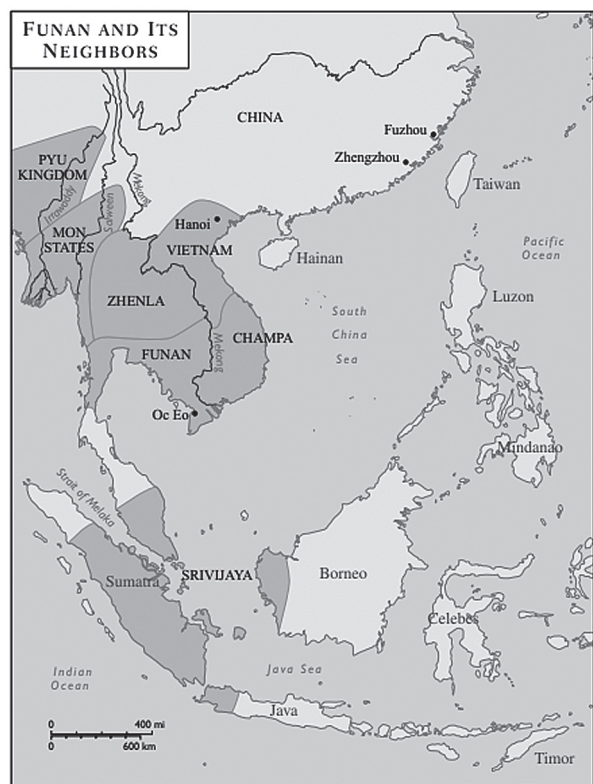 FUNAN AND ITS
NEIGHBORS
CHINA
Fuzhou
Zhengzhou
PYU
KINGDOM
Irrawaddy
Salween
Mekong
Taiwan
MON
STATES
Hanoi
VIETNAM
Hainan
Pacific
Ocean
ZHENLA
Luzon
South
China
Sea
CHAMPA
FUNAN
Mekong
Oc Eo
Mindanao
Strait of Melaka
Sumatra
SRIVIJAYA
Borneo
Celebes
Indian
Ocean
Java Sea
Java
0 400 mi
0 600 km
Timor